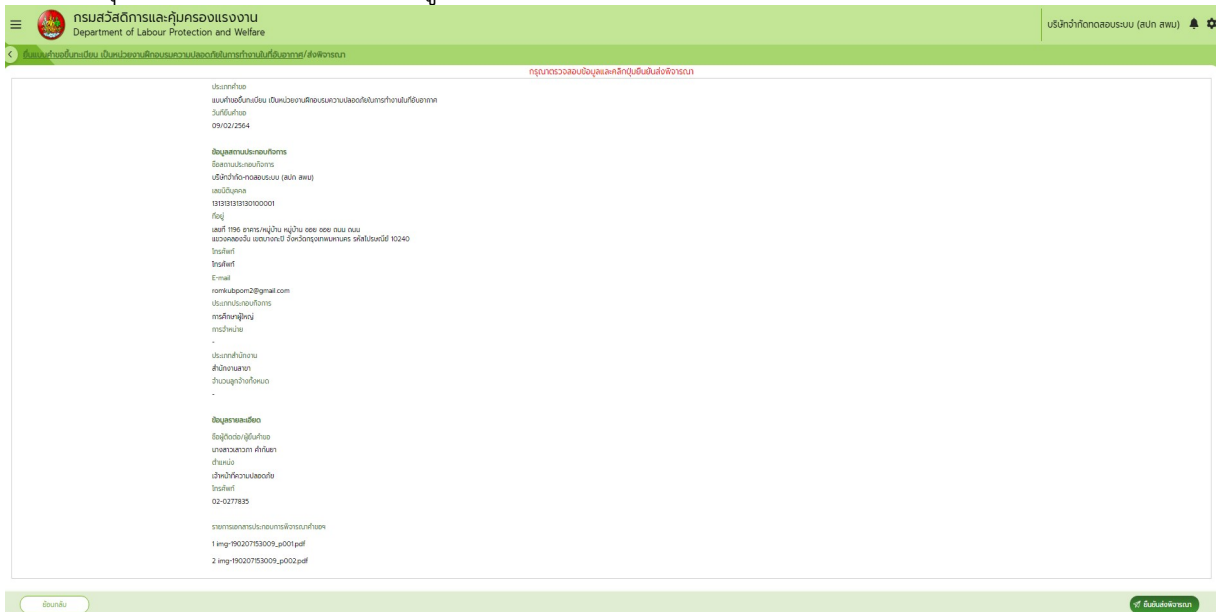 กรมสวัสดิการและคุ้มครองแรงงาน
Department of Labour Protection and Welfare
บริษัทจำกัดทดสอบระบบ (สปก สพม)
ยื่นแบบคำขอขึ้นทะเบียน เป็นหน่วยงานฝึกอบรมความปลอดภัยในการทำงานในที่อับอากาศ/ส่งพิจารณา
กรุณาตรวจสอบข้อมูลและคลิกปุ่มยืนยันส่งพิจารณา
ประเภทคำขอ
แบบคำขอขึ้นทะเบียน เป็นหน่วยงานฝึกอบรมความปลอดภัยในการทำงานในที่อับอากาศ
วันที่ยื่นคำขอ
09/02/2564
ข้อมูลสถานประกอบกิจการ
ชื่อสถานประกอบกิจการ
บริษัทจำกัด-ทดสอบระบบ (สปก สพม)
เลขนิติบุคคล
ที่อยู่
เลขที่ 1196 อาคาร/หมู่บ้าน หมู่บ้าน ซอย ซอย ถนน ถนน
แขวงคลองจั่น เขตบางกะปิ จังหวัดกรุงเทพมหานคร รหัสไปรษณีย์ 10240
โทรศัพท์
โทรศัพท์
E-mail
romkubpom2@gmail.com
ประเภทประกอบกิจการ
การศึกษาผู้ใหญ่
การจำหน่าย
-
ประเภทสำนักงาน
สำนักงานสาขา
จำนวนลูกจ้างทั้งหมด
-
ข้อมูลรายละเอียด
ชื่อผู้ติดต่อ/ผู้ยื่นคำขอ
นางสาวเสาวภา คำกันยา
ตำแหน่ง
เจ้าหน้าที่ความปลอดภัย
โทรศัพท์
02-0277835
รายการเอกสารประกอบการพิจารณาคำขอฯ
1 img-190207153009_p001.pdf
2 img-190207153009_p002.pdf
ย้อนกลับ
ยืนยันส่งพิจารณา